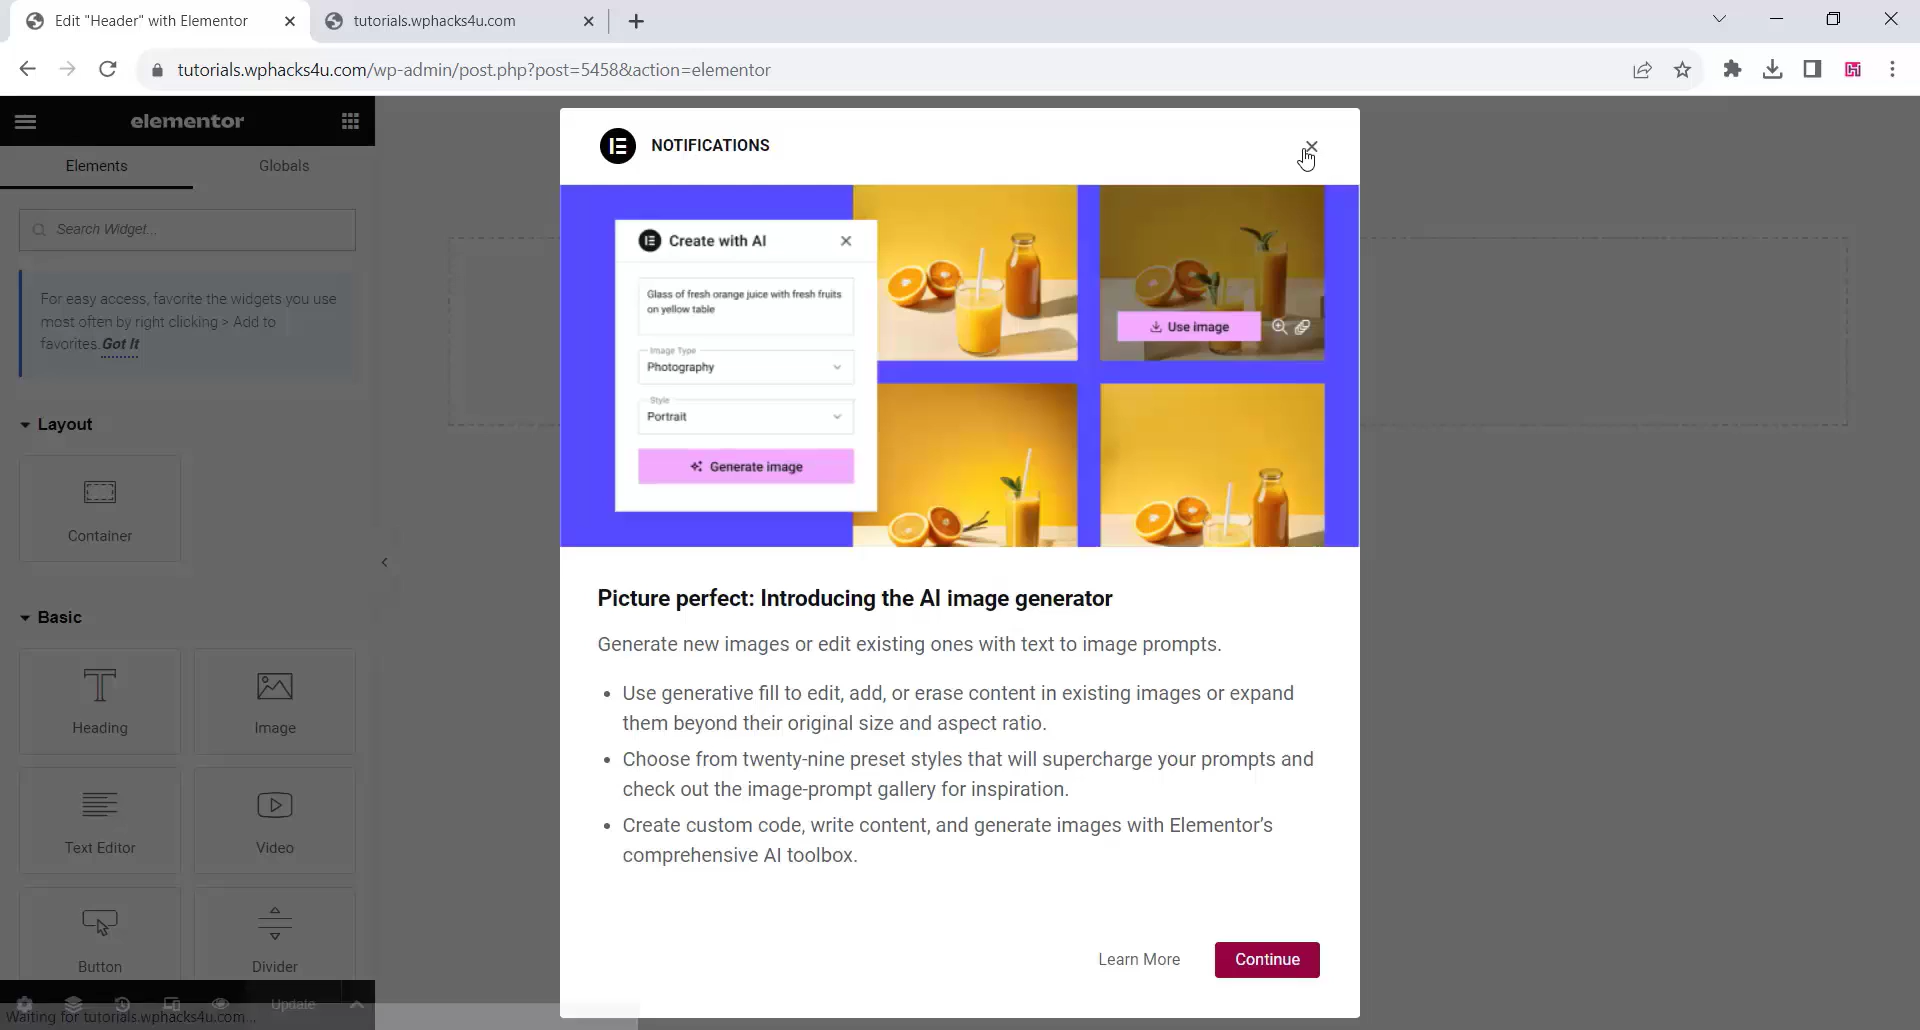 Edit "Header" with Elementor
tutorials.wphacks4u.com
tutorials.wphacks4u.com/wp-admin/post.php?post=5458&action=elementor
elementor
Elements
Globals
Search Widget...
For easy access, favorite the widgets you use
most often by right clicking > Add to
favorites. Got It
Layout
Container
Basic
Heading
Image
Text Editor
Video
Button
Divider
Update
Waiting for tutorials.wphacks4u.com...
NOTIFICATIONS
Create with AI
Glass of fresh orange juice with fresh fruits
on yellow table
Image Type
Photography
Style
Portrait
Generate image
Use image
Picture perfect: Introducing the AI image generator
Generate new images or edit existing ones with text to image prompts.
• Use generative fill to edit, add, or erase content in existing images or expand
them beyond their original size and aspect ratio.
• Choose from twenty-nine preset styles that will supercharge your prompts and
check out the image-prompt gallery for inspiration.
• Create custom code, write content, and generate images with Elementor’s
comprehensive AI toolbox.
Learn More
Continue